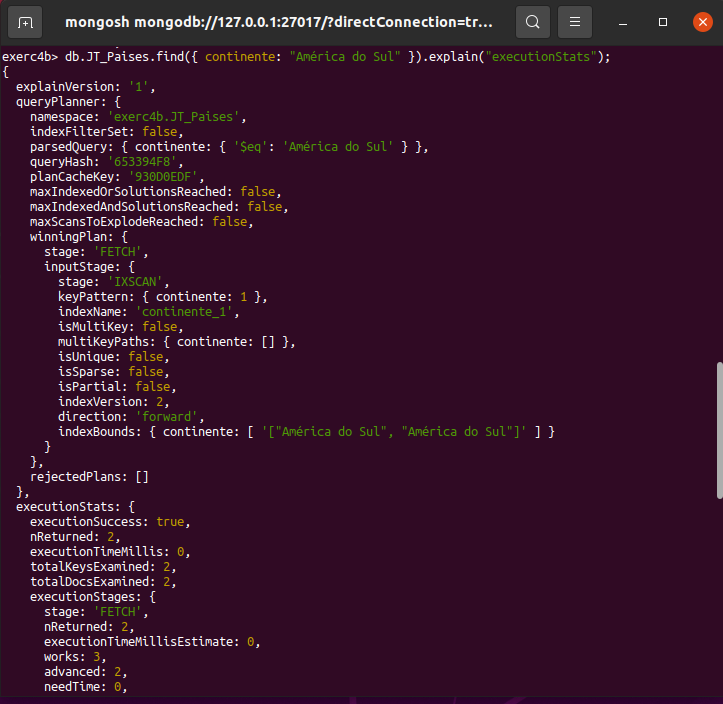 mongosh mongodb://127.0.0.1:27017/?directConnection=tr...
exerc4b> db.JT_Paises.find({ continente: "América do Sul" }).explain("executionStats");
{
  explainVersion: '1',
  queryPlanner: {
    namespace: 'exerc4b.JT_Paises',
    indexFilterSet: false,
    parsedQuery: { continente: { '$eq': 'América do Sul' } },
    queryHash: '653394F8',
    planCacheKey: '930D0EDF',
    maxIndexedOrSolutionsReached: false,
    maxIndexedAndSolutionsReached: false,
    maxScansToExplodeReached: false,
    winningPlan: {
      stage: 'FETCH',
      inputStage: {
        stage: 'IXSCAN',
        keyPattern: { continente: 1 },
        indexName: 'continente_1',
        isMultiKey: false,
        multiKeyPaths: { continente: [] },
        isUnique: false,
        isSparse: false,
        isPartial: false,
        indexVersion: 2,
        direction: 'forward',
        indexBounds: { continente: [ '["América do Sul", "América do Sul"]' ] }
      }
    },
    rejectedPlans: []
  },
  executionStats: {
    executionSuccess: true,
    nReturned: 2,
    executionTimeMillis: 0,
    totalKeysExamined: 2,
    totalDocsExamined: 2,
    executionStages: {
      stage: 'FETCH',
      nReturned: 2,
      executionTimeMillisEstimate: 0,
      works: 3,
      advanced: 2,
      needTime: 0,